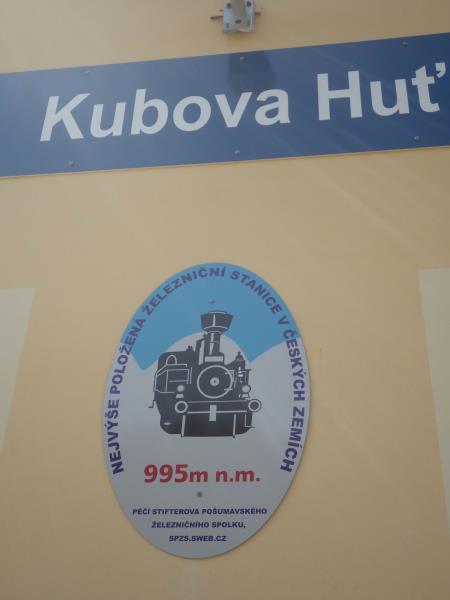 Kubova Huť
NEJVÝŠE POLOŽENÁ ŽELEZNIČNÍ STANICE V ČESKÝCH ZEMÍCH
995m n.m.
PÉČÍ STIFTEROVA POŠUMAVSKÉHO
ŽELEZNIČNÍHO SPOLKU,
SPZS.SWEB.CZ